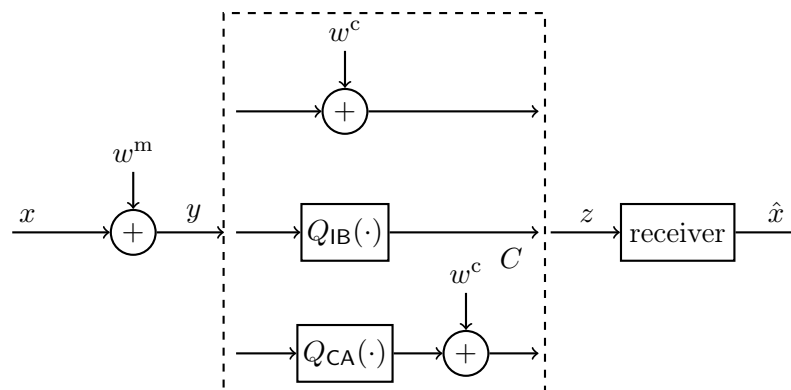 w^c
+
w^m
x + y Q_IB(·) z receiver x̂
C
w^c
Q_CA(·) +